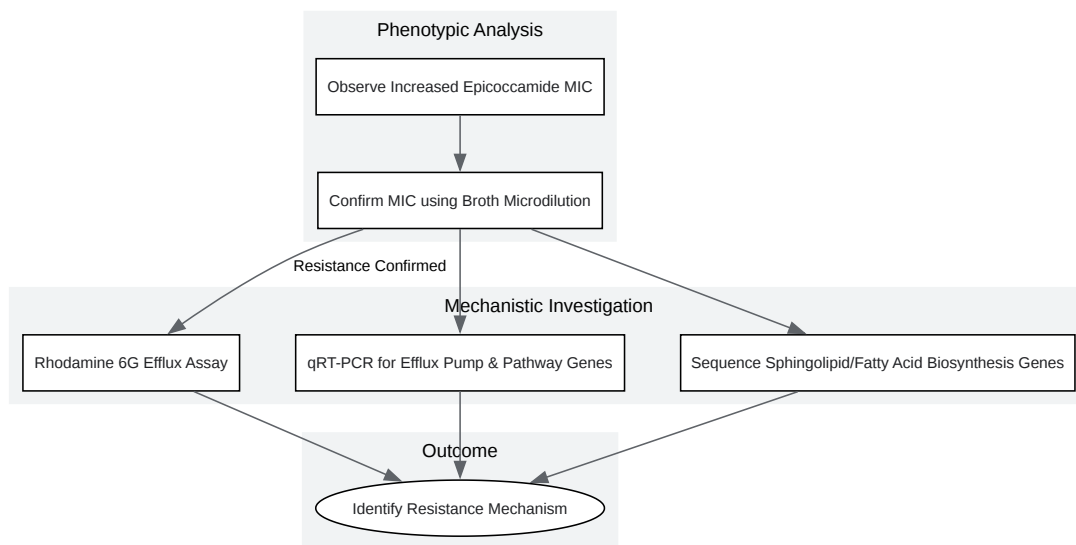 Phenotypic Analysis
Observe Increased Epicoccamide MIC
Confirm MIC using Broth Microdilution
Resistance Confirmed
Mechanistic Investigation
Rhodamine 6G Efflux Assay
qRT-PCR for Efflux Pump & Pathway Genes
Sequence Sphingolipid/Fatty Acid Biosynthesis Genes
Outcome
Identify Resistance Mechanism